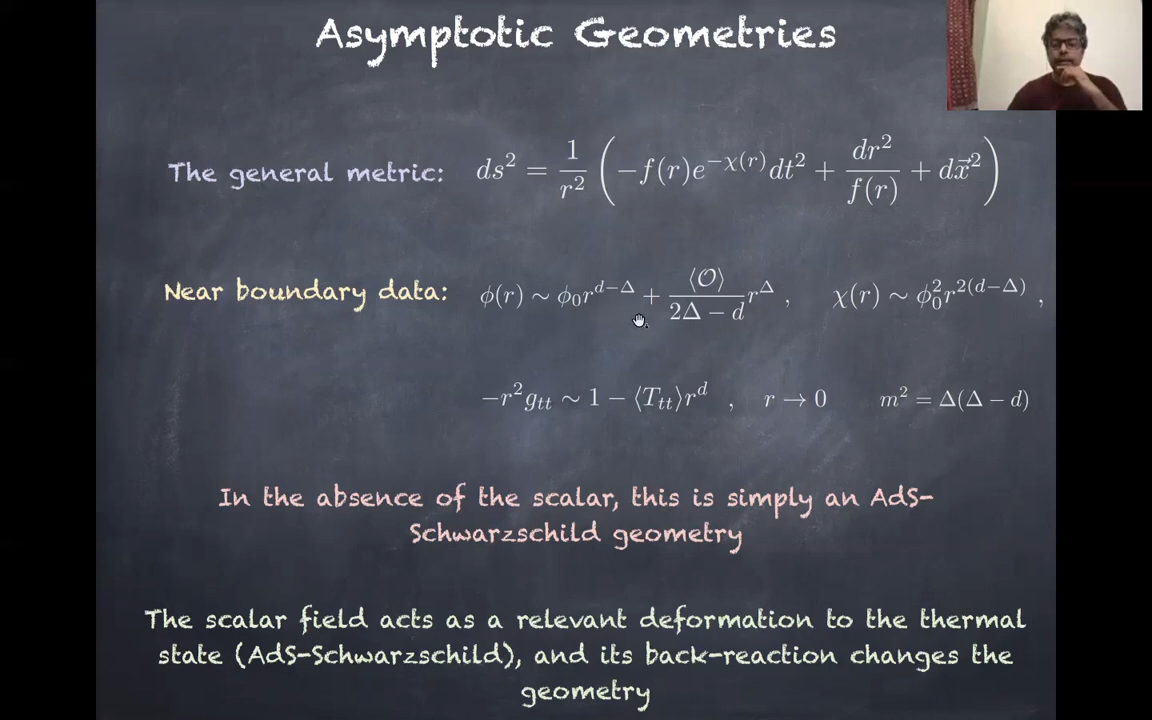 Asymptotic Geometries
The general metric: $ds^2 = \frac{1}{r^2}\left(-f(r)e^{-\chi(r)}dt^2 + \frac{dr^2}{f(r)} + d\vec{x}^2\right)$
Near boundary data: $\phi(r) \sim \phi_0 r^{d-\Delta} + \frac{\langle\mathcal{O}\rangle}{2\Delta - d} r^{\Delta}$ , $\chi(r) \sim \phi_0^2 r^{2(d-\Delta)}$ ,
$-r^2 g_{tt} \sim 1 - \langle T_{tt}\rangle r^d$ , $r \to 0$ $m^2 = \Delta(\Delta - d)$
In the absence of the scalar, this is simply an AdS-
Schwarzschild geometry
The scalar field acts as a relevant deformation to the thermal
state (AdS-Schwarzschild), and its back-reaction changes the
geometry